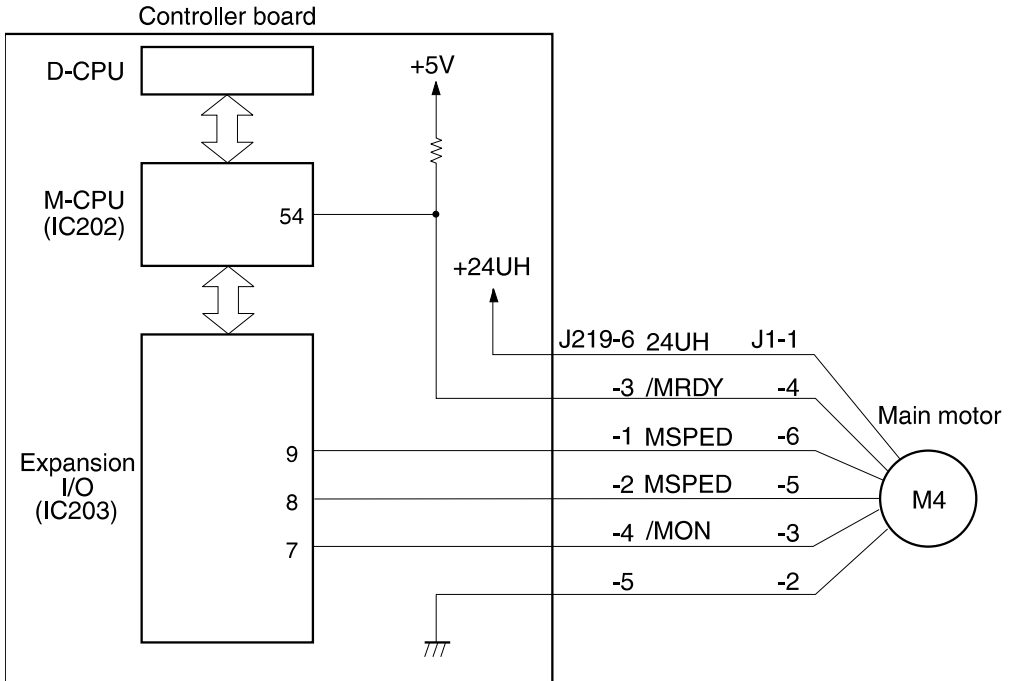 Controller board
D-CPU
+5V
M-CPU
(IC202)
54
+24UH
J219-6 24UH J1-1
-3 /MRDY -4
Main motor
-1 MSPED -6
9
Expansion
I/O
(IC203)
-2 MSPED -5
8
M4
-4 /MON -3
7
-5 -2